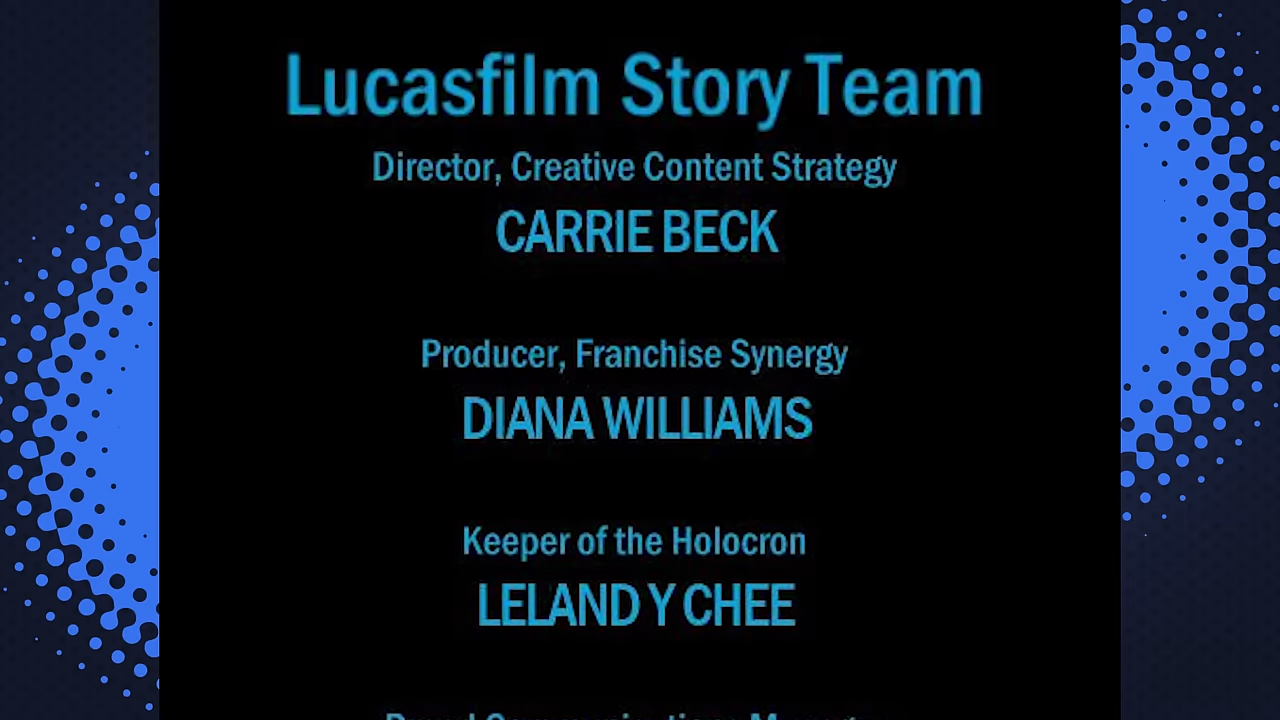 Lucasfilm Story Team
Director, Creative Content Strategy
CARRIE BECK
Producer, Franchise Synergy
DIANA WILLIAMS
Keeper of the Holocron
LELAND Y CHEE